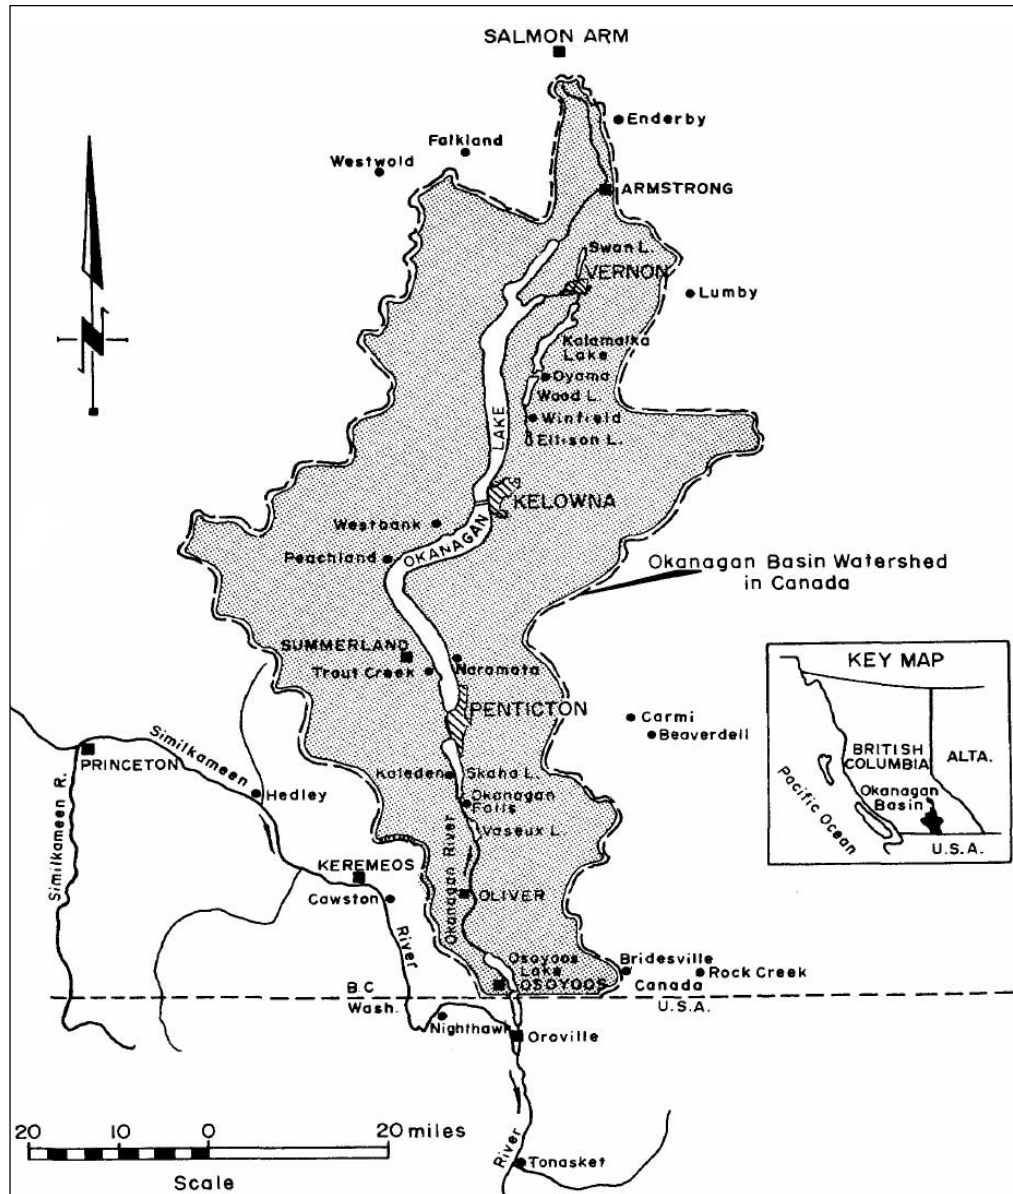 SALMON ARM
Enderby
Falkland
Westwold
ARMSTRONG
Swan L.
VERNON
Lumby
Kalamalka
Lake
Oyama
Wood L.
Winfield
Ellison L.
LAKE
KELOWNA
Westbank
OKANAGAN
Peachland
Okanagan Basin Watershed
in Canada
SUMMERLAND
Trout Creek
Naramata
KEY MAP
BRITISH
COLUMBIA
ALTA.
Okanagan
Basin
Pacific Ocean
U.S.A.
PENTICTON
Carmi
Beaverdell
Similkameen
PRINCETON
Hedley
Kaleden
Skaha L.
Okanagan
Falls
Vaseux L.
Similkameen R.
Okanagan River
KEREMEOS
Cawston
OLIVER
River
Osoyoos
Lake
OSOYOOS
Bridesville
Rock Creek
Canada
B.C
Wash.
U.S.A.
Nighthawk
Oroville
20 10 0 20 miles
Scale
River
Tonasket
N